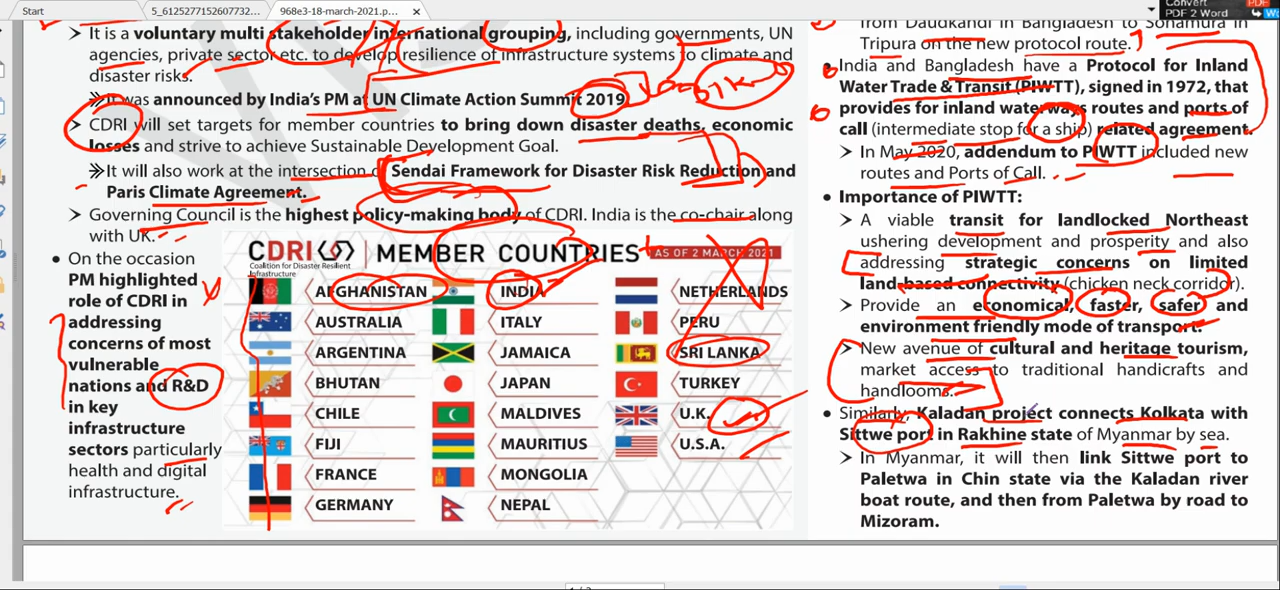 Start
5_6125277152607732...
968e3-18-march-2021.p...
Convert
PDF 2 Word
PDF
➢ It is a voluntary multi stakeholder international grouping, including governments, UN
agencies, private sector etc. to develop resilience of infrastructure systems to climate and
disaster risks.
It was announced by India's PM at UN Climate Action Summit 2019
➢ CDRI will set targets for member countries to bring down disaster deaths, economic
losses and strive to achieve Sustainable Development Goal.
It will also work at the intersection of Sendai Framework for Disaster Risk Reduction and
Paris Climate Agreement.
➢ Governing Council is the highest policy-making body of CDRI. India is the co-chair along
with UK.
• On the occasion
PM highlighted
role of CDRI in
addressing
concerns of most
vulnerable
nations and R&D
in key
infrastructure
sectors particularly
health and digital
infrastructure.
CDRI
Coalition for Disaster Resilient
Infrastructure
MEMBER COUNTRIES
AS OF 2 MARCH 2021
AFGHANISTAN
AUSTRALIA
ARGENTINA
BHUTAN
CHILE
FIJI
FRANCE
GERMANY
INDIA
ITALY
JAMAICA
JAPAN
MALDIVES
MAURITIUS
MONGOLIA
NEPAL
NETHERLANDS
PERU
SRI LANKA
TURKEY
U.K.
U.S.A.
from Daudkandi in Bangladesh to Sonamura in
Tripura on the new protocol route.
• India and Bangladesh have a Protocol for Inland
Water Trade & Transit (PIWTT), signed in 1972, that
provides for inland waterways routes and ports of
call (intermediate stop for a ship) related agreement.
➢ In May 2020, addendum to PIWTT included new
routes and Ports of Call.
• Importance of PIWTT:
➢ A viable transit for landlocked Northeast
ushering development and prosperity and also
addressing strategic concerns on limited
land-based connectivity (chicken neck corridor).
➢ Provide an economical, faster, safer and
environment friendly mode of transport.
➢ New avenue of cultural and heritage tourism,
market access to traditional handicrafts and
handlooms.
• Similarly, Kaladan project connects Kolkata with
Sittwe port in Rakhine state of Myanmar by sea.
➢ In Myanmar, it will then link Sittwe port to
Paletwa in Chin state via the Kaladan river
boat route, and then from Paletwa by road to
Mizoram.